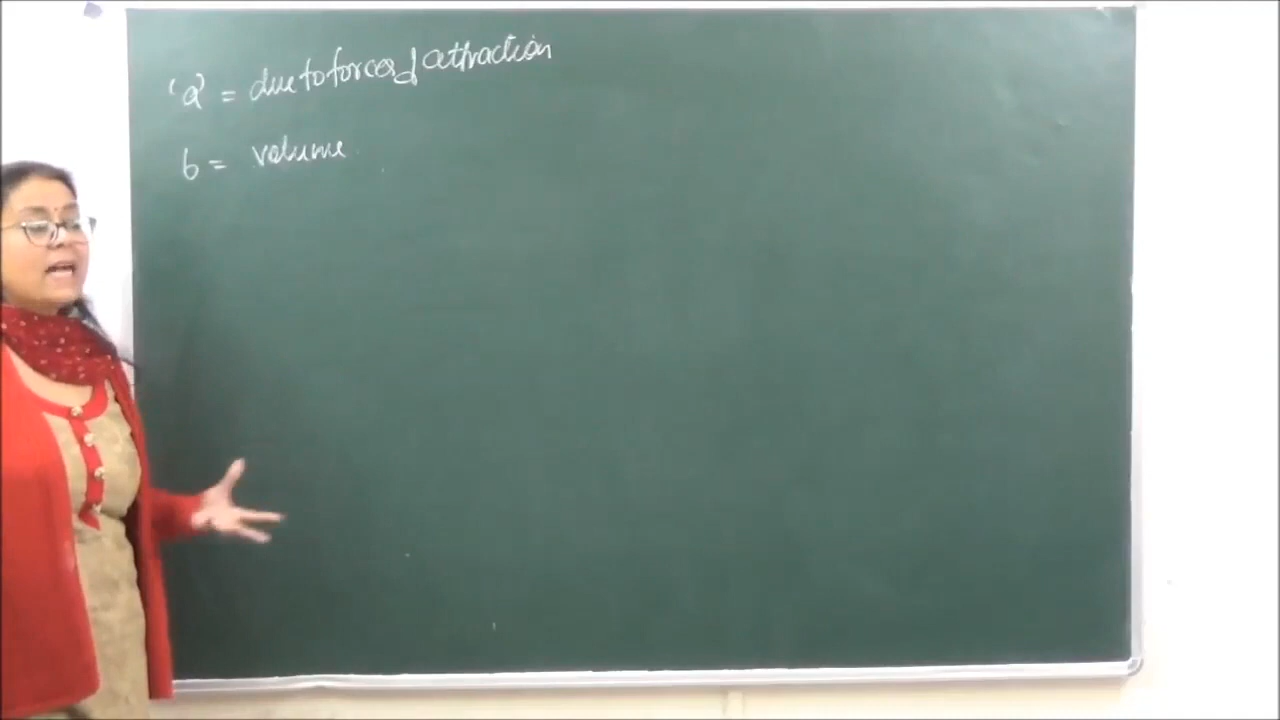 'a' = due to forces of attraction
b = volume